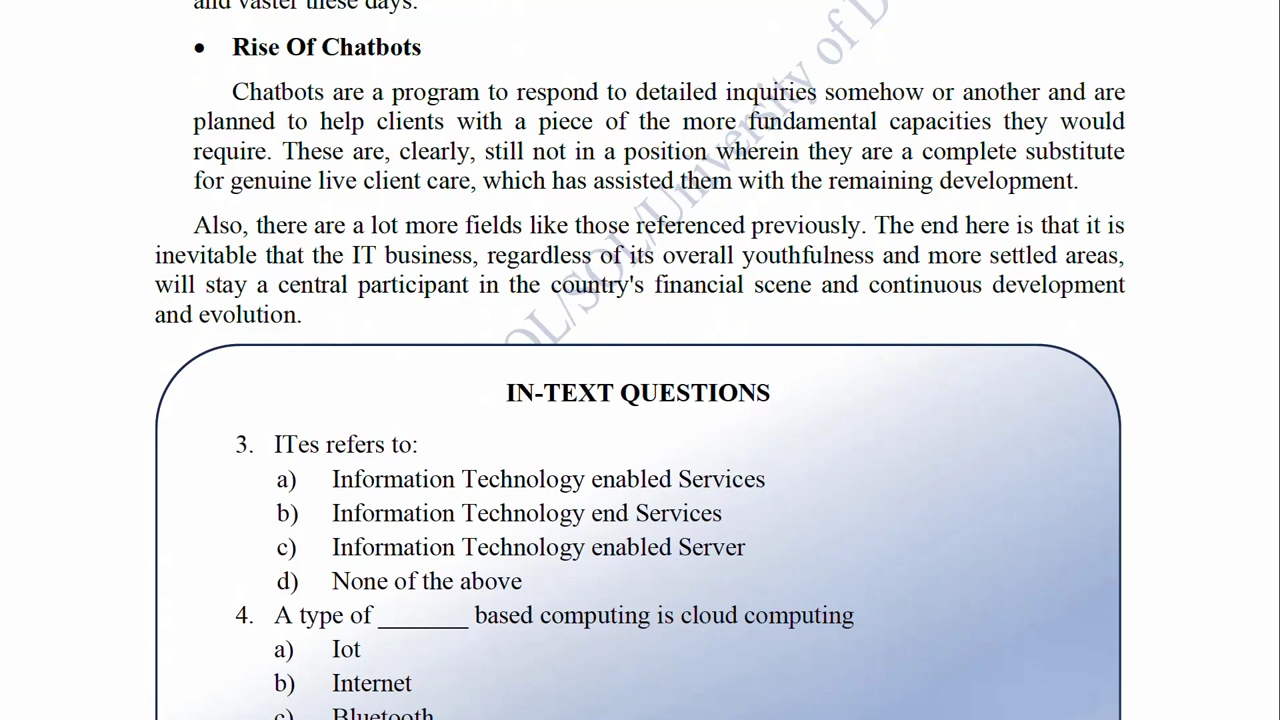 and vaster these days.
• Rise Of Chatbots
Chatbots are a program to respond to detailed inquiries somehow or another and are
planned to help clients with a piece of the more fundamental capacities they would
require. These are, clearly, still not in a position wherein they are a complete substitute
for genuine live client care, which has assisted them with the remaining development.
Also, there are a lot more fields like those referenced previously. The end here is that it is
inevitable that the IT business, regardless of its overall youthfulness and more settled areas,
will stay a central participant in the country's financial scene and continuous development
and evolution.
OL/SOL/University of D
IN-TEXT QUESTIONS
3. ITes refers to:
a) Information Technology enabled Services
b) Information Technology end Services
c) Information Technology enabled Server
d) None of the above
4. A type of _______ based computing is cloud computing
a) Iot
b) Internet
c) Bluetooth